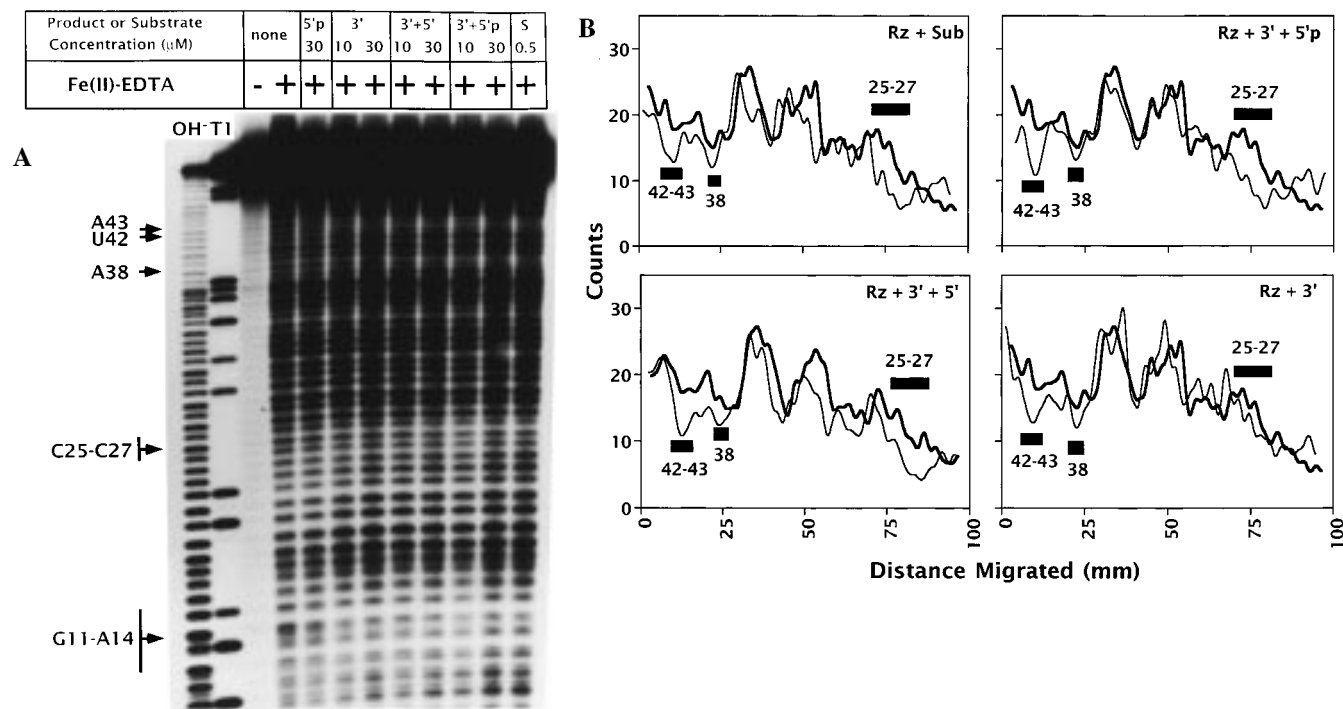 Product or Substrate
Concentration (μM)
none
5'p
30
3'
10 30
3'+5'
10 30
3'+5'p
10 30
S
0.5
Fe(II)-EDTA
- + + + + + + + + +
OH⁻ T1
A
A43
U42
A38
C25-C27
G11-A14
B
Counts
30
20
10
0
Rz + Sub
25-27
42-43
38
Rz + 3' + 5'p
25-27
42-43
38
30
20
10
0
Rz + 3' + 5'
25-27
42-43
38
0
25
50
75
100
Rz + 3'
25-27
42-43
38
0
25
50
75
100
Distance Migrated (mm)